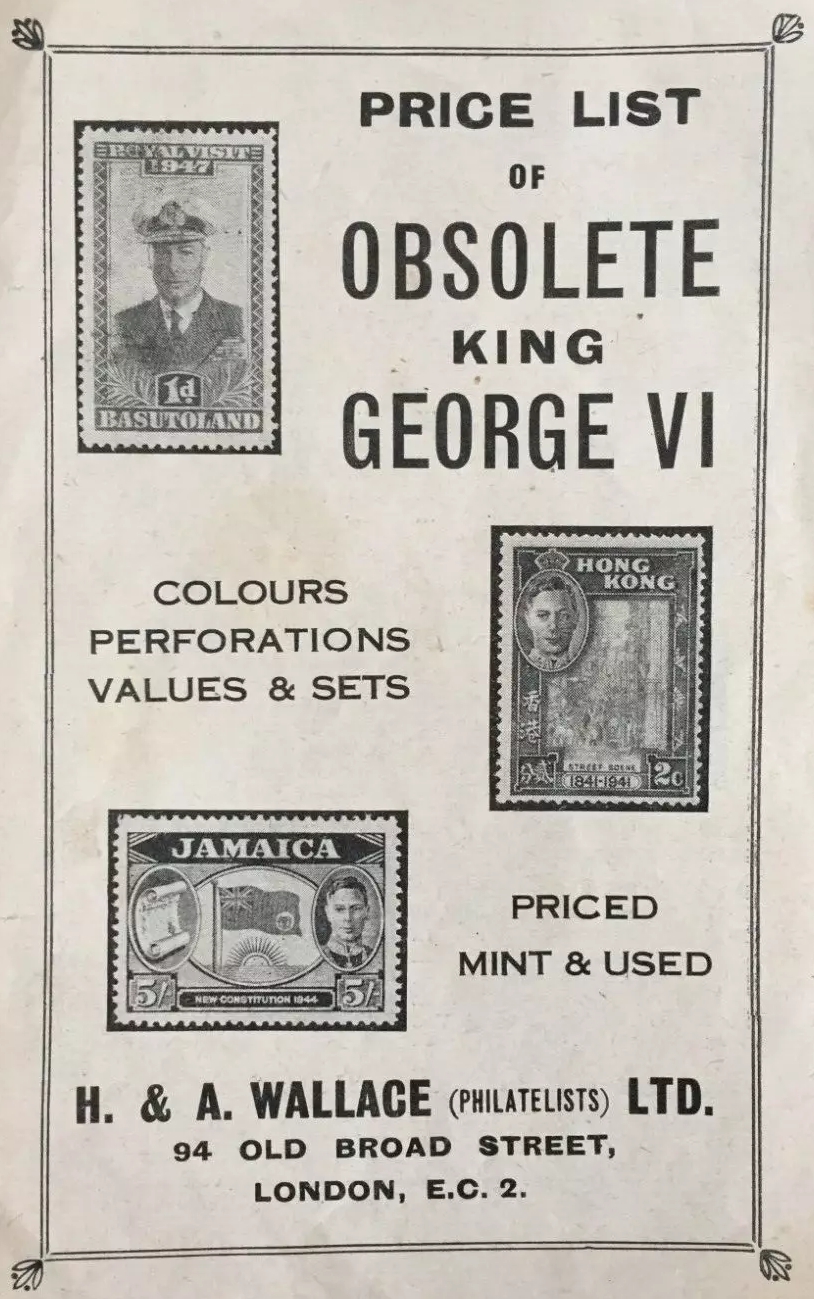 PRICE LIST
OF
OBSOLETE
KING
GEORGE VI
ROYAL VISIT
1947
1d
BASUTOLAND
COLOURS
PERFORATIONS
VALUES & SETS
HONG
KONG
香
港
STREET SCENE
分貳
1841-1941
2c
JAMAICA
5/-
NEW CONSTITUTION 1944
5/-
PRICED
MINT & USED
H. & A. WALLACE (PHILATELISTS) LTD.
94 OLD BROAD STREET,
LONDON, E.C. 2.